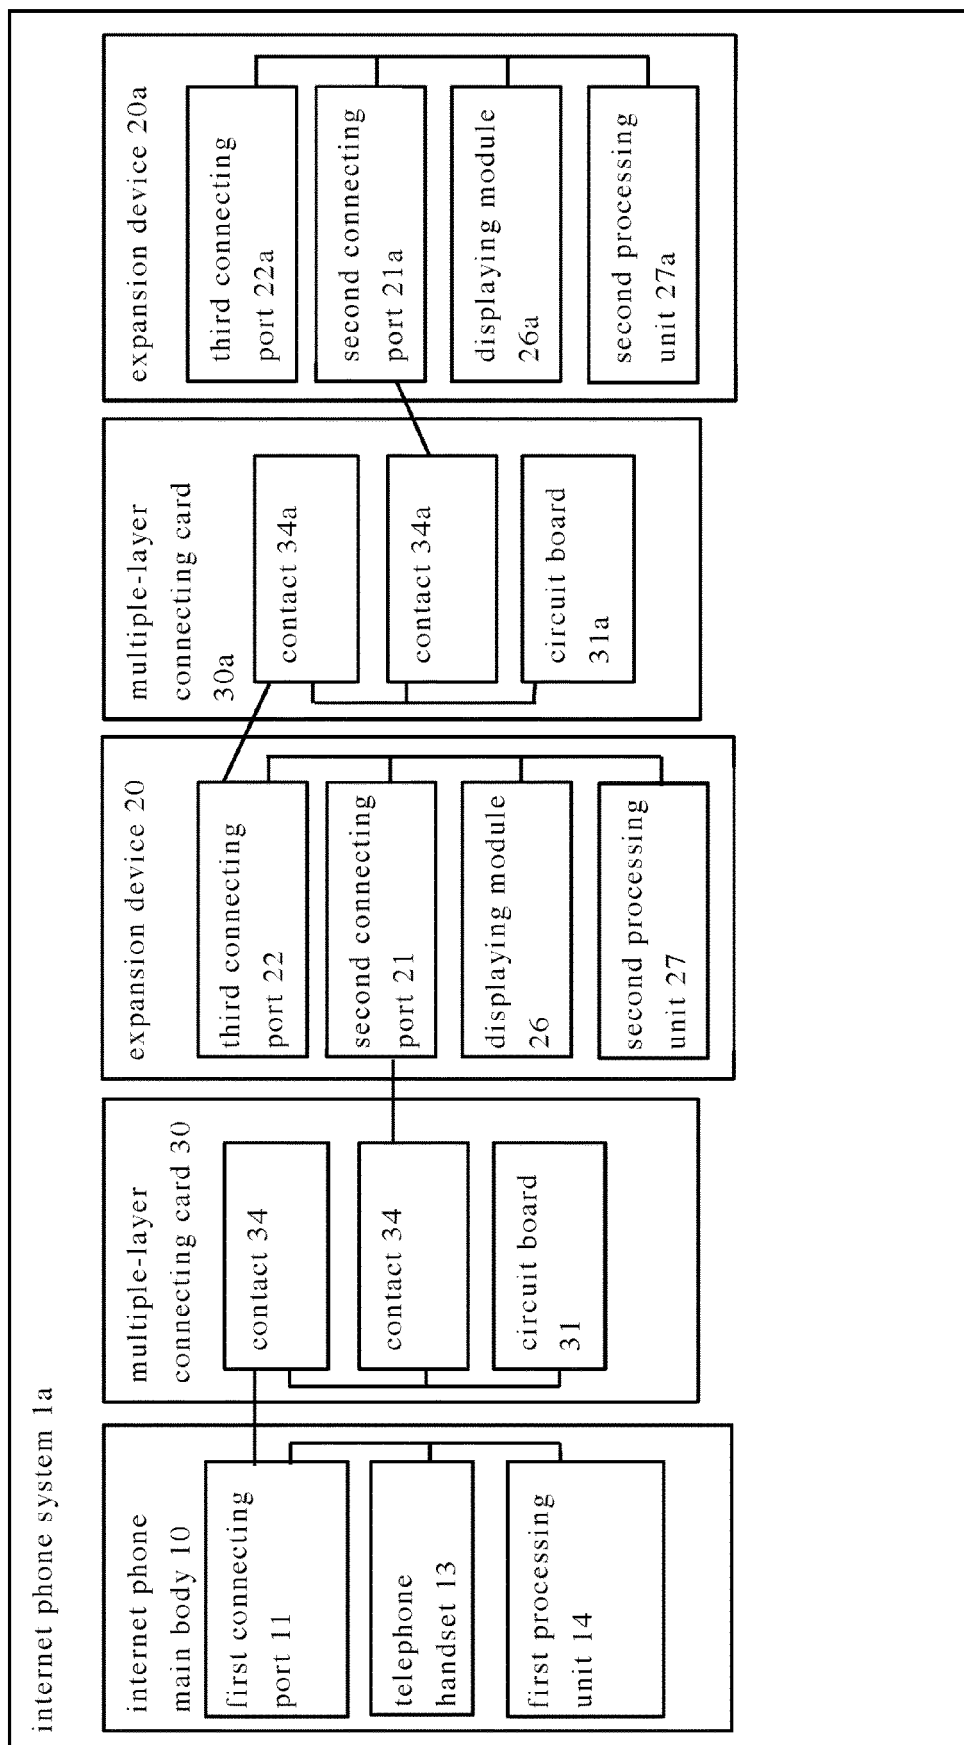 internet phone system 1a
internet phone
main body 10
first connecting
port 11
telephone
handset 13
first processing
unit 14
multiple-layer
connecting card 30
contact 34
contact 34
circuit board
31
expansion device 20
third connecting
port 22
second connecting
port 21
displaying module
26
second processing
unit 27
multiple-layer
connecting card
30a
contact 34a
contact 34a
circuit board
31a
expansion device 20a
third connecting
port 22a
second connecting
port 21a
displaying module
26a
second processing
unit 27a